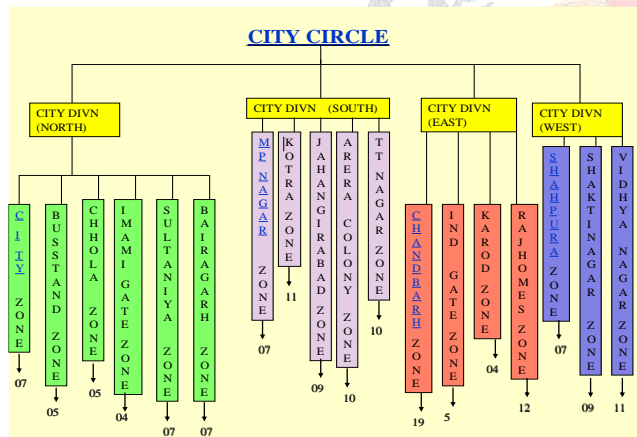 CITY CIRCLE
CITY DIVN (NORTH)
CITY DIVN (SOUTH)
CITY DIVN (EAST)
CITY DIVN (WEST)
CITY ZONE
07
BUSSTAND ZONE
05
CHHOLA ZONE
05
IMAMI GATE ZONE
04
SULTANIYA ZONE
07
BAIRAGARH ZONE
07
MP NAGAR ZONE
07
KOTRA ZONE
11
JAHANGIRABAD ZONE
09
ARERA COLONY ZONE
10
TT NAGAR ZONE
10
CHANDBARH ZONE
19
IND GATE ZONE
5
KAROD ZONE
04
RAJHOMES ZONE
12
SHAHPURA ZONE
07
SHAKTINAGAR ZONE
09
VIDHYA NAGAR ZONE
11